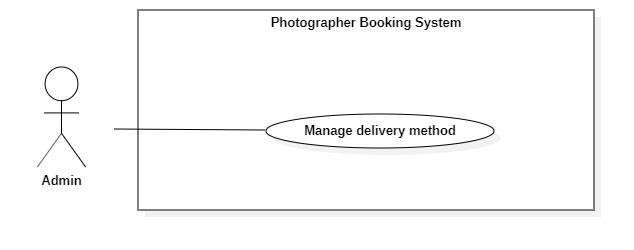 Photographer Booking System
Manage delivery method
Admin